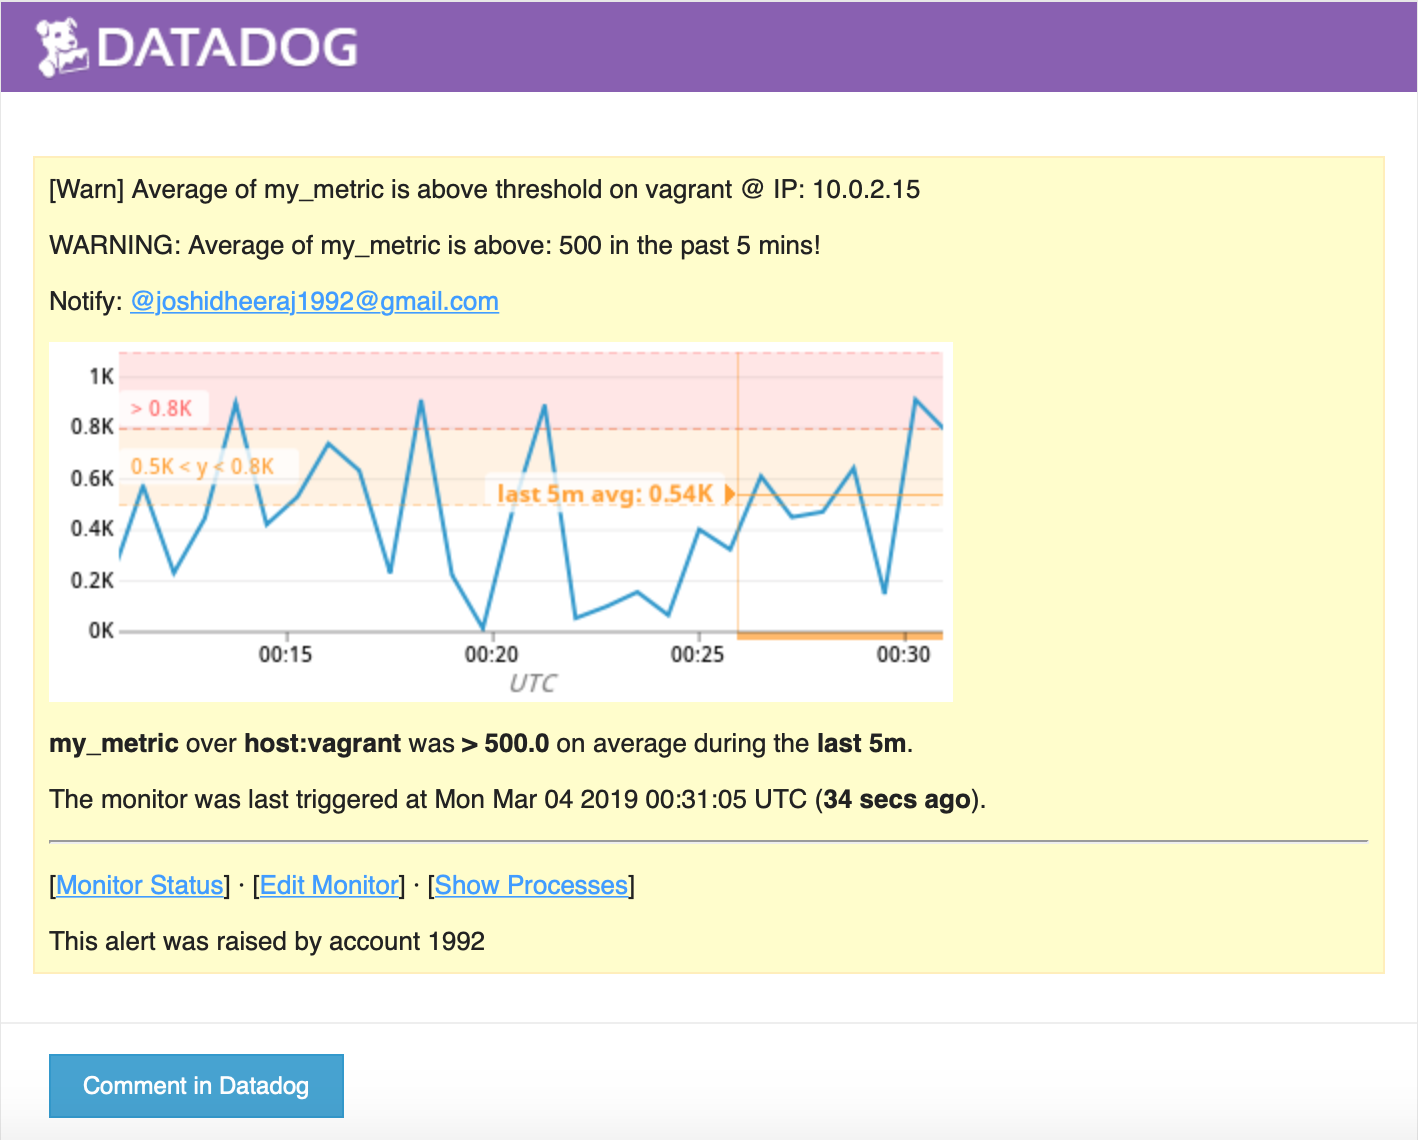 DATADOG
[Warn] Average of my_metric is above threshold on vagrant @ IP: 10.0.2.15
WARNING: Average of my_metric is above: 500 in the past 5 mins!
Notify: @joshidheeraj1992@gmail.com
1K
> 0.8K
0.8K
0.5K < y < 0.8K
0.6K
last 5m avg: 0.54K
0.4K
0.2K
0K
00:15 00:20 00:25 00:30
UTC
my_metric over host:vagrant was > 500.0 on average during the last 5m.
The monitor was last triggered at Mon Mar 04 2019 00:31:05 UTC (34 secs ago).
[Monitor Status] · [Edit Monitor] · [Show Processes]
This alert was raised by account 1992
Comment in Datadog